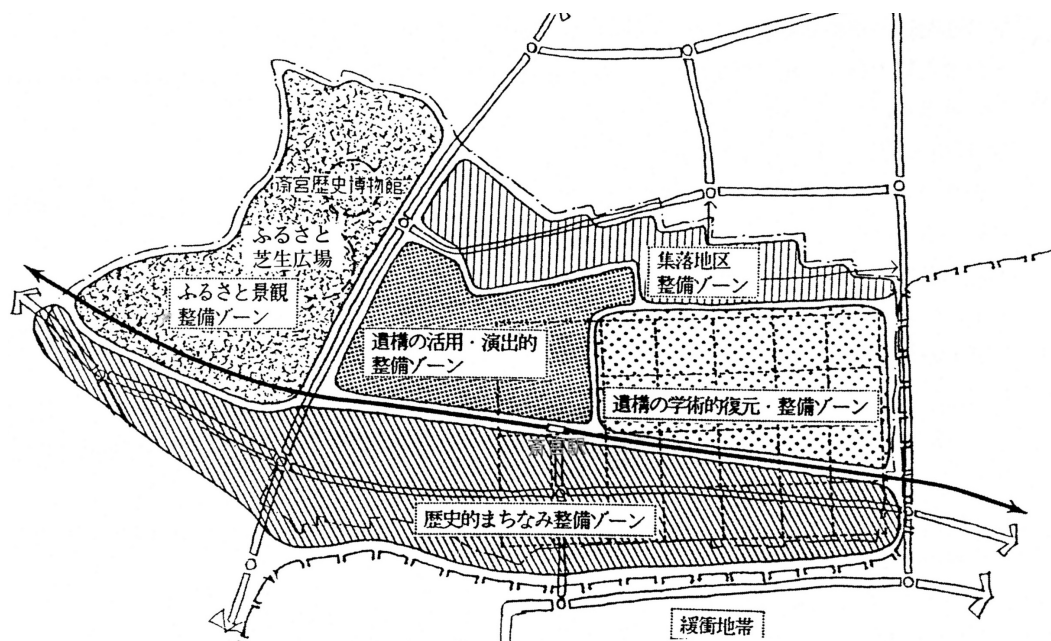 斎宮歴史博物館
ふるさと
芝生広場
ふるさと景観
整備ゾーン
集落地区
整備ゾーン
遺構の活用・演出的
整備ゾーン
遺構の学術的復元・整備ゾーン
斎宮駅
歴史的まちなみ整備ゾーン
緩衝地帯